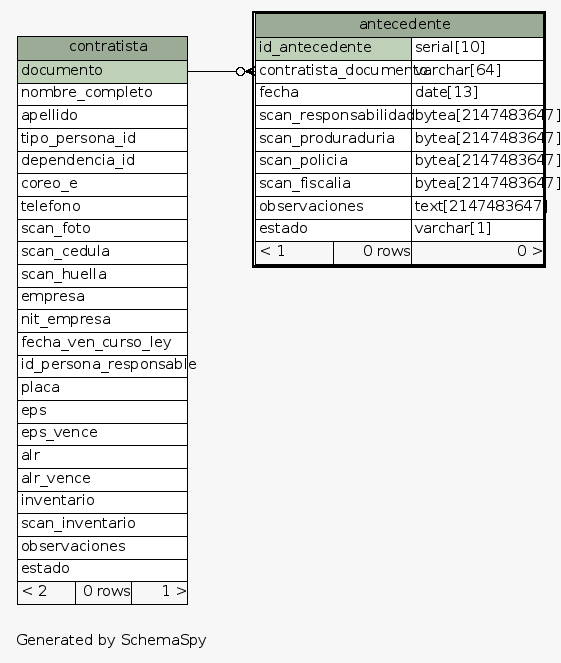 contratista
documento
nombre_completo
apellido
tipo_persona_id
dependencia_id
coreo_e
telefono
scan_foto
scan_cedula
scan_huella
empresa
nit_empresa
fecha_ven_curso_ley
id_persona_responsable
placa
eps
eps_vence
alr
alr_vence
inventario
scan_inventario
observaciones
estado
< 2 0 rows 1 >
antecedente
id_antecedente serial[10]
contratista_documento varchar[64]
fecha date[13]
scan_responsabilidad bytea[2147483647]
scan_produraduria bytea[2147483647]
scan_policia bytea[2147483647]
scan_fiscalia bytea[2147483647]
observaciones text[2147483647]
estado varchar[1]
< 1 0 rows 0 >
Generated by SchemaSpy